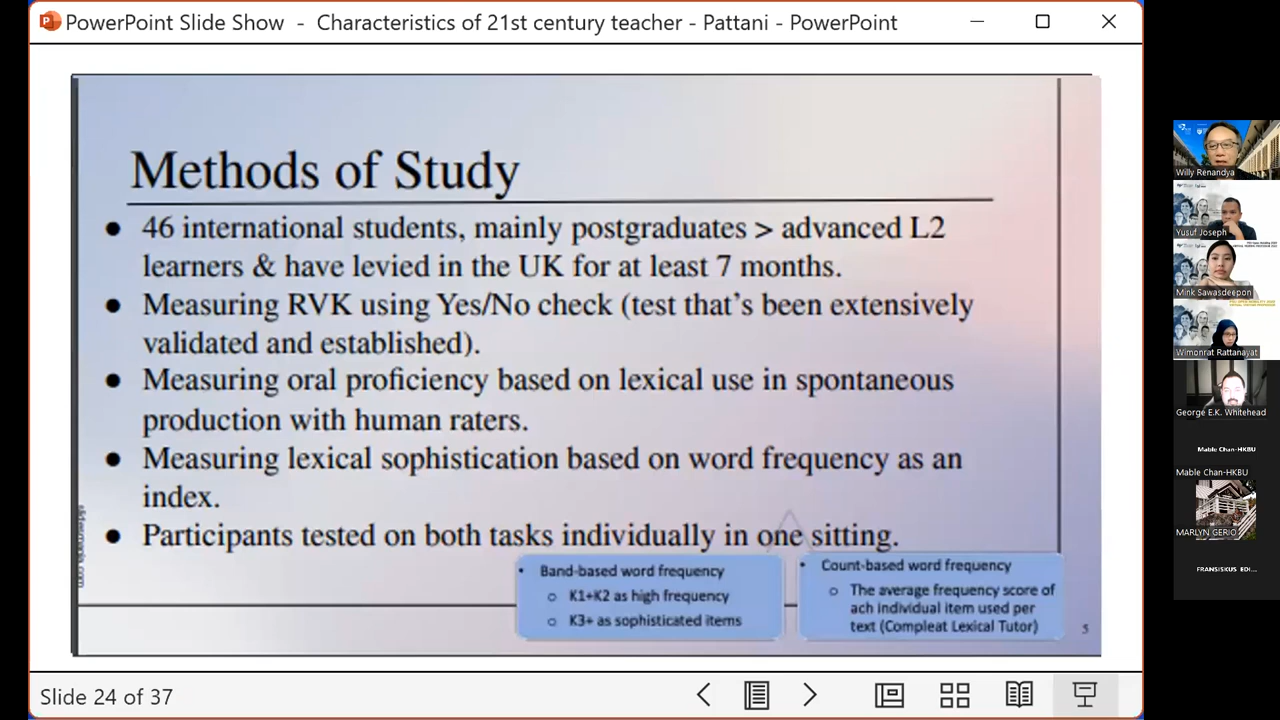 PowerPoint Slide Show - Characteristics of 21st century teacher - Pattani - PowerPoint
Methods of Study
● 46 international students, mainly postgraduates > advanced L2
learners & have levied in the UK for at least 7 months.
● Measuring RVK using Yes/No check (test that's been extensively
validated and established).
● Measuring oral proficiency based on lexical use in spontaneous
production with human raters.
● Measuring lexical sophistication based on word frequency as an
index.
● Participants tested on both tasks individually in one sitting.
• Band-based word frequency
o K1+K2 as high frequency
o K3+ as sophisticated items
• Count-based word frequency
o The average frequency score of
ach individual item used per
text (Compleat Lexical Tutor)
5
Slide 24 of 37
Willy Renandya
Yusuf Joseph
Mink Sawasdeepon
Wimonrat Rattanayat
George E.K. Whitehead
Mable Chan-HKBU
Mable Chan-HKBU
MARLYN GERIO
FRANSISKUS EDI...